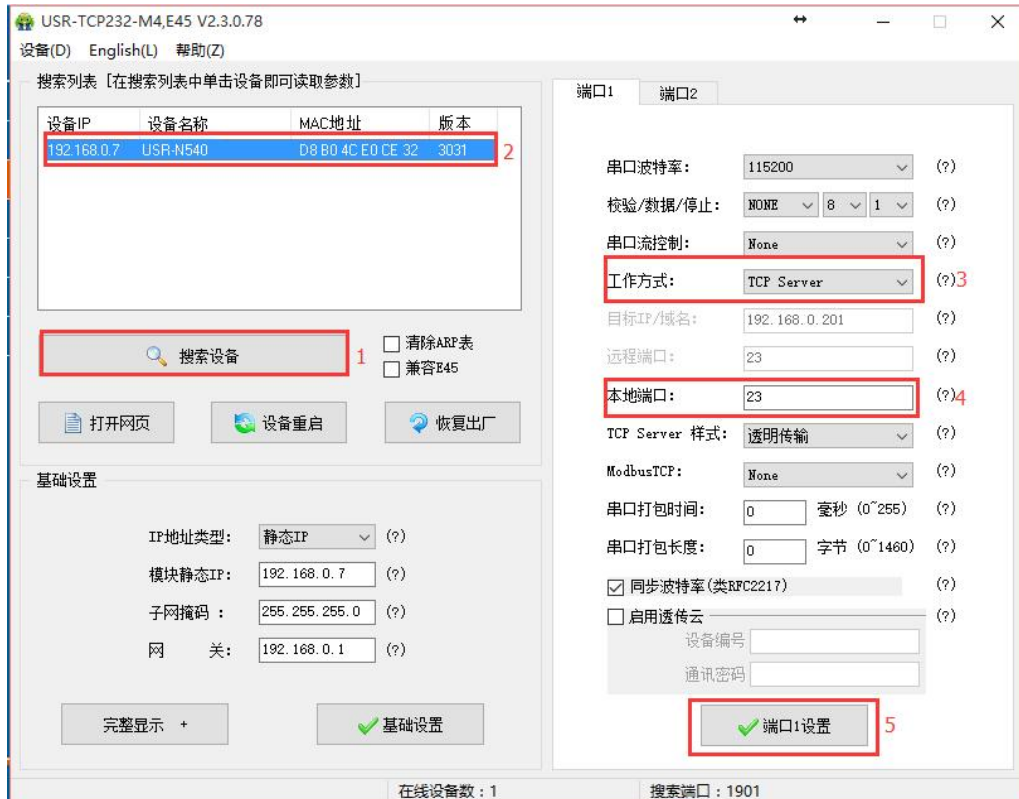 USR-TCP232-M4,E45 V2.3.0.78
设备(D) English(L) 帮助(Z)
搜索列表 [在搜索列表中单击设备即可读取参数]
设备IP 设备名称 MAC地址 版本
192.168.0.7 USR-N540 D8 B0 4C E0 CE 32 3031 2
搜索设备 1
清除ARP表
兼容E45
打开网页 设备重启 恢复出厂
基础设置
IP地址类型: 静态IP (?)
模块静态IP: 192.168.0.7 (?)
子网掩码 : 255.255.255.0 (?)
网 关: 192.168.0.1 (?)
完整显示 + 基础设置
端口1 端口2
串口波特率: 115200 (?)
校验/数据/停止: NONE 8 1 (?)
串口流控制: None (?)
工作方式: TCP Server (?)3
目标IP/域名: 192.168.0.201 (?)
远程端口: 23 (?)
本地端口: 23 (?)4
TCP Server 样式: 透明传输 (?)
ModbusTCP: None (?)
串口打包时间: 0 毫秒 (0~255) (?)
串口打包长度: 0 字节 (0~1460) (?)
同步波特率(类RFC2217) (?)
启用透传云 (?)
设备编号
通讯密码
端口1设置 5
在线设备数:1 搜索端口:1901